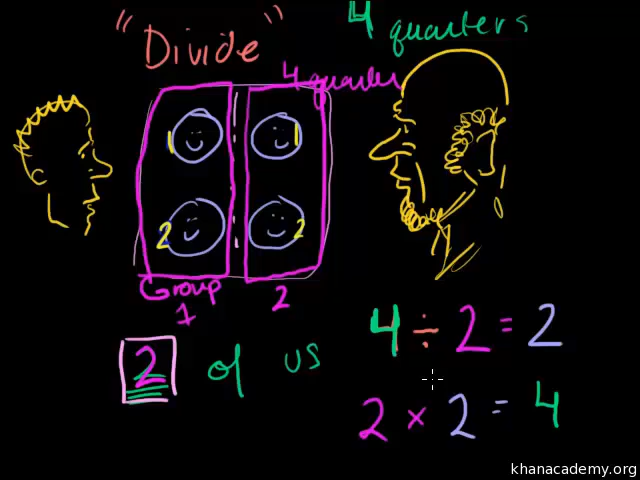 "Divide"
4 quarters
4 quarter
1 1
2 2
Group 1
2
2 of us
4 ÷ 2 = 2
2 × 2 = 4
khanacademy.org